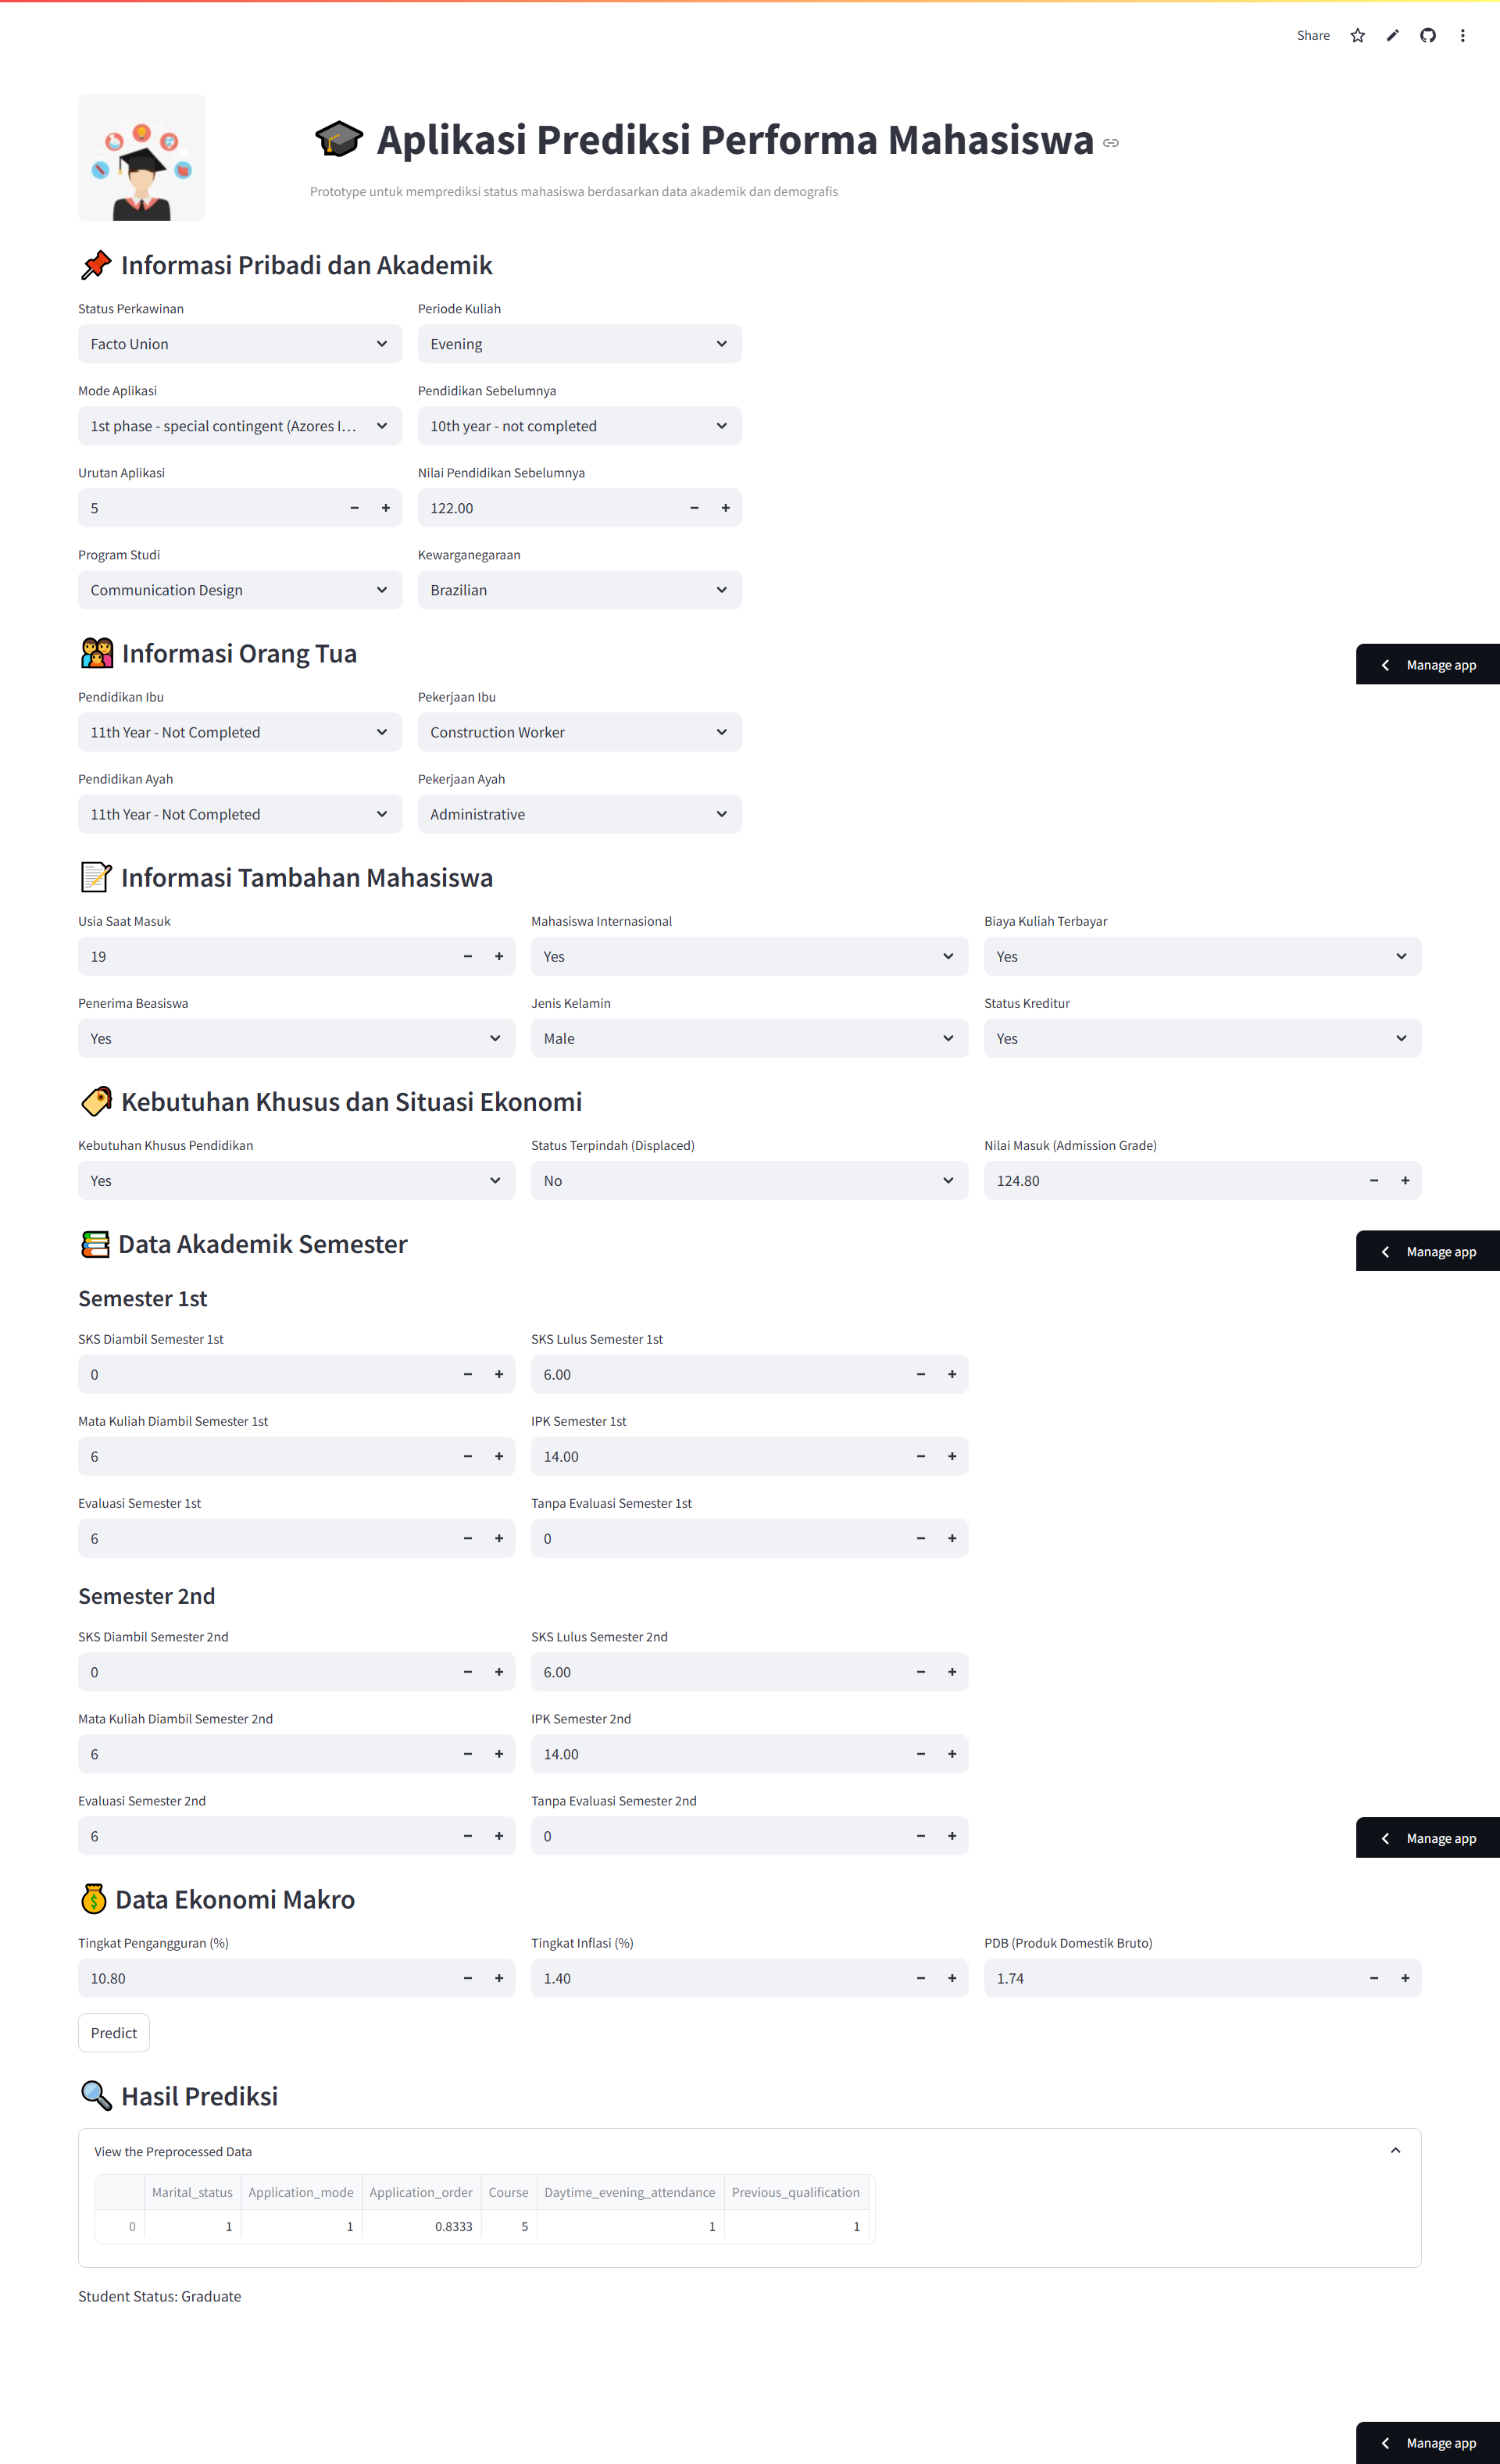 Share
Aplikasi Prediksi Performa Mahasiswa
Prototype untuk memprediksi status mahasiswa berdasarkan data akademik dan demografis
Informasi Pribadi dan Akademik
Status Perkawinan Periode Kuliah
Facto Union Evening
Mode Aplikasi Pendidikan Sebelumnya
1st phase - special contingent (Azores I... 10th year - not completed
Urutan Aplikasi Nilai Pendidikan Sebelumnya
5 122.00
Program Studi Kewarganegaraan
Communication Design Brazilian
Informasi Orang Tua
Manage app
Pendidikan Ibu Pekerjaan Ibu
11th Year - Not Completed Construction Worker
Pendidikan Ayah Pekerjaan Ayah
11th Year - Not Completed Administrative
Informasi Tambahan Mahasiswa
Usia Saat Masuk Mahasiswa Internasional Biaya Kuliah Terbayar
19 Yes Yes
Penerima Beasiswa Jenis Kelamin Status Kreditur
Yes Male Yes
Kebutuhan Khusus dan Situasi Ekonomi
Kebutuhan Khusus Pendidikan Status Terpindah (Displaced) Nilai Masuk (Admission Grade)
Yes No 124.80
Data Akademik Semester
Manage app
Semester 1st
SKS Diambil Semester 1st SKS Lulus Semester 1st
0 6.00
Mata Kuliah Diambil Semester 1st IPK Semester 1st
6 14.00
Evaluasi Semester 1st Tanpa Evaluasi Semester 1st
6 0
Semester 2nd
SKS Diambil Semester 2nd SKS Lulus Semester 2nd
0 6.00
Mata Kuliah Diambil Semester 2nd IPK Semester 2nd
6 14.00
Evaluasi Semester 2nd Tanpa Evaluasi Semester 2nd
6 0
Manage app
Data Ekonomi Makro
Tingkat Pengangguran (%) Tingkat Inflasi (%) PDB (Produk Domestik Bruto)
10.80 1.40 1.74
Predict
Hasil Prediksi
View the Preprocessed Data
Marital_status Application_mode Application_order Course Daytime_evening_attendance Previous_qualification
0 1 1 0.8333 5 1 1
Student Status: Graduate
Manage app